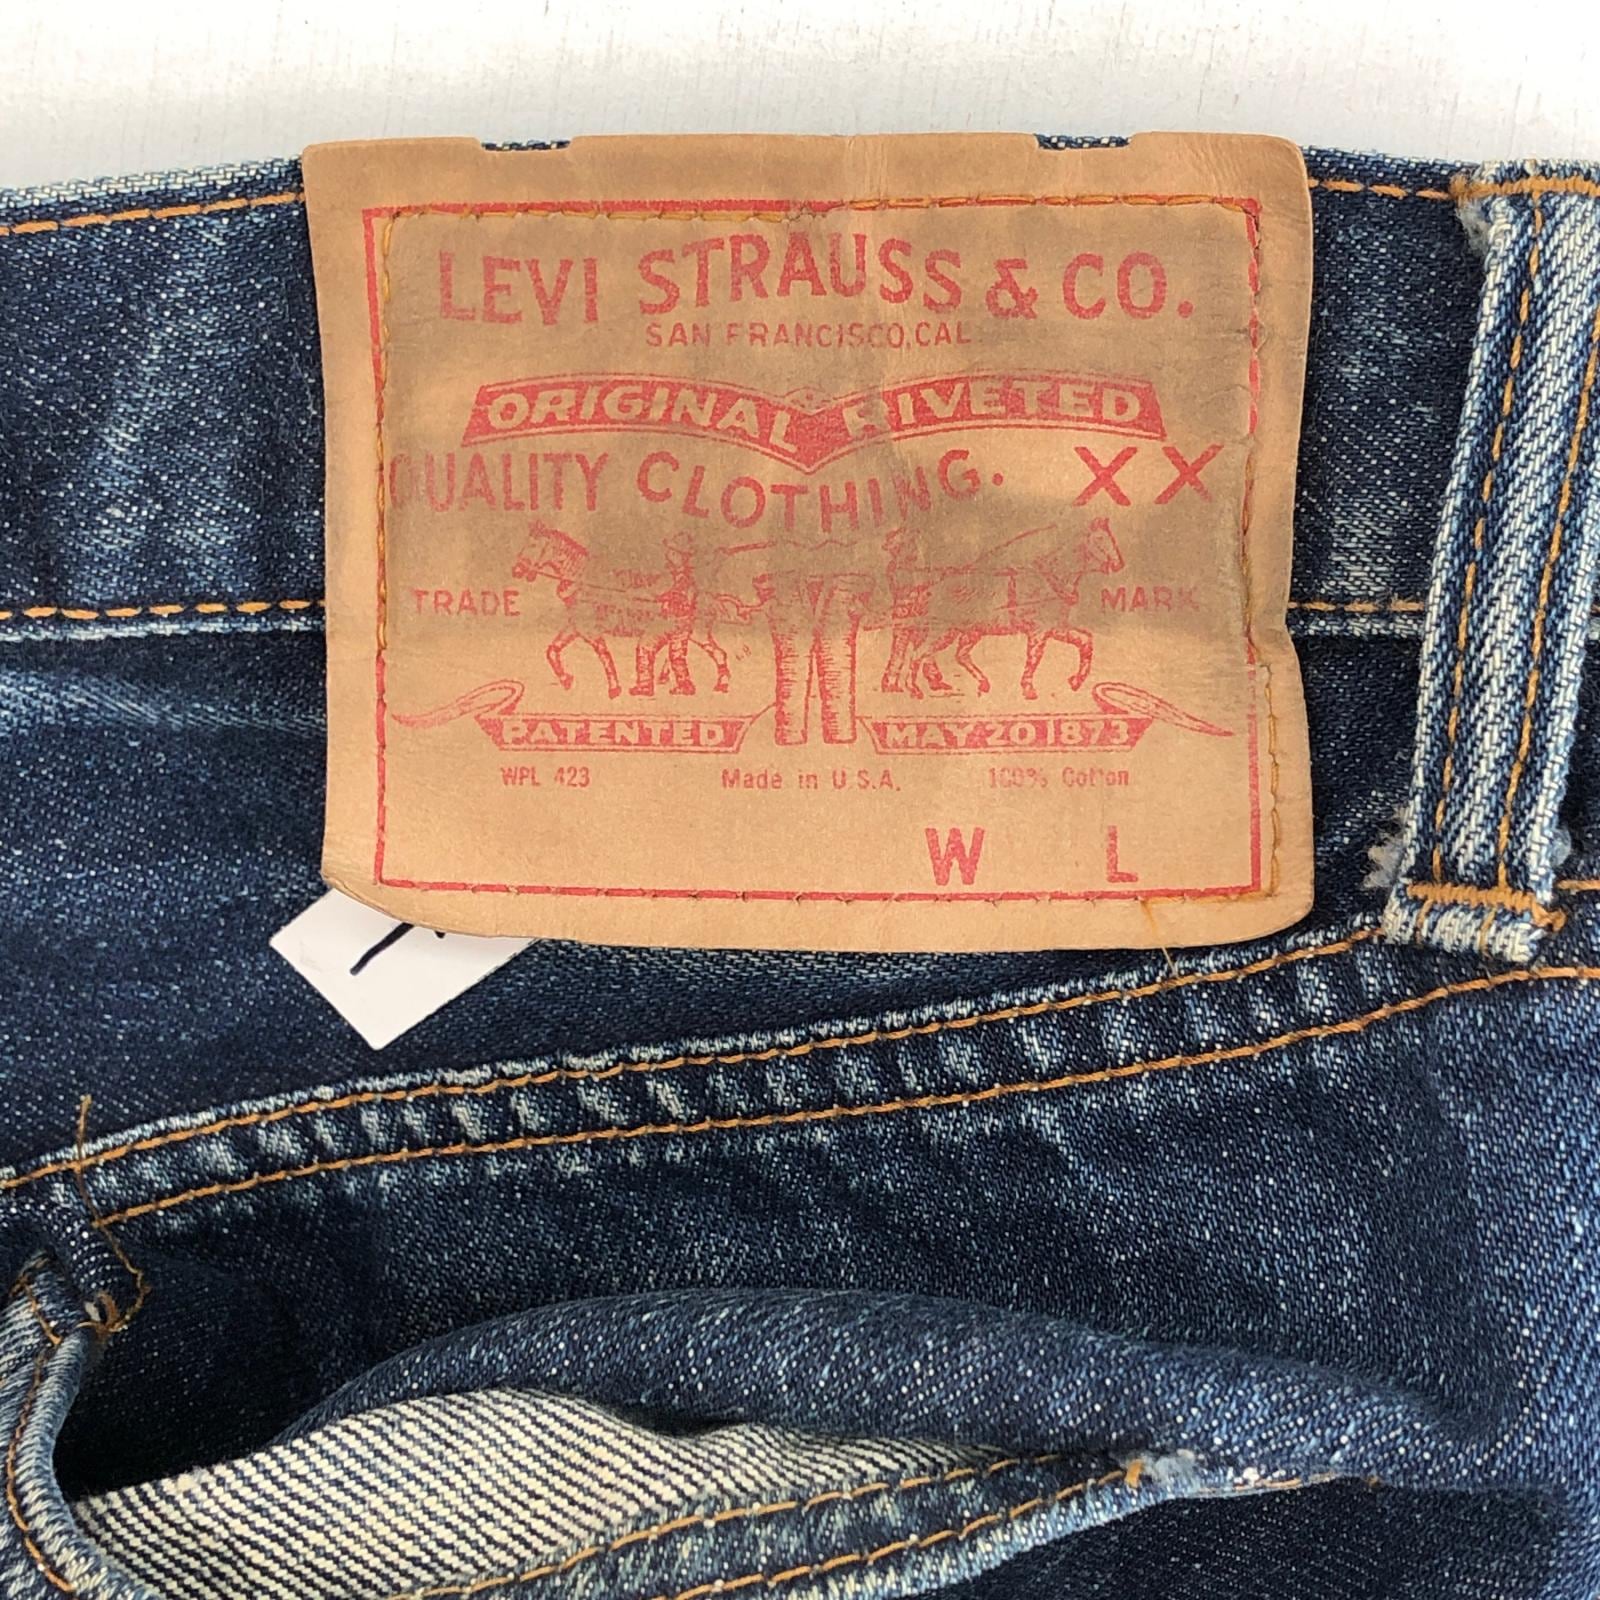 LEVI STRAUSS & CO.
SAN FRANCISCO, CAL.
ORIGINAL RIVETED
QUALITY CLOTHING. XX
TRADE MARK
PATENTED MAY 20 1873
WPL 423 Made in U.S.A. 100% Cotton
W L